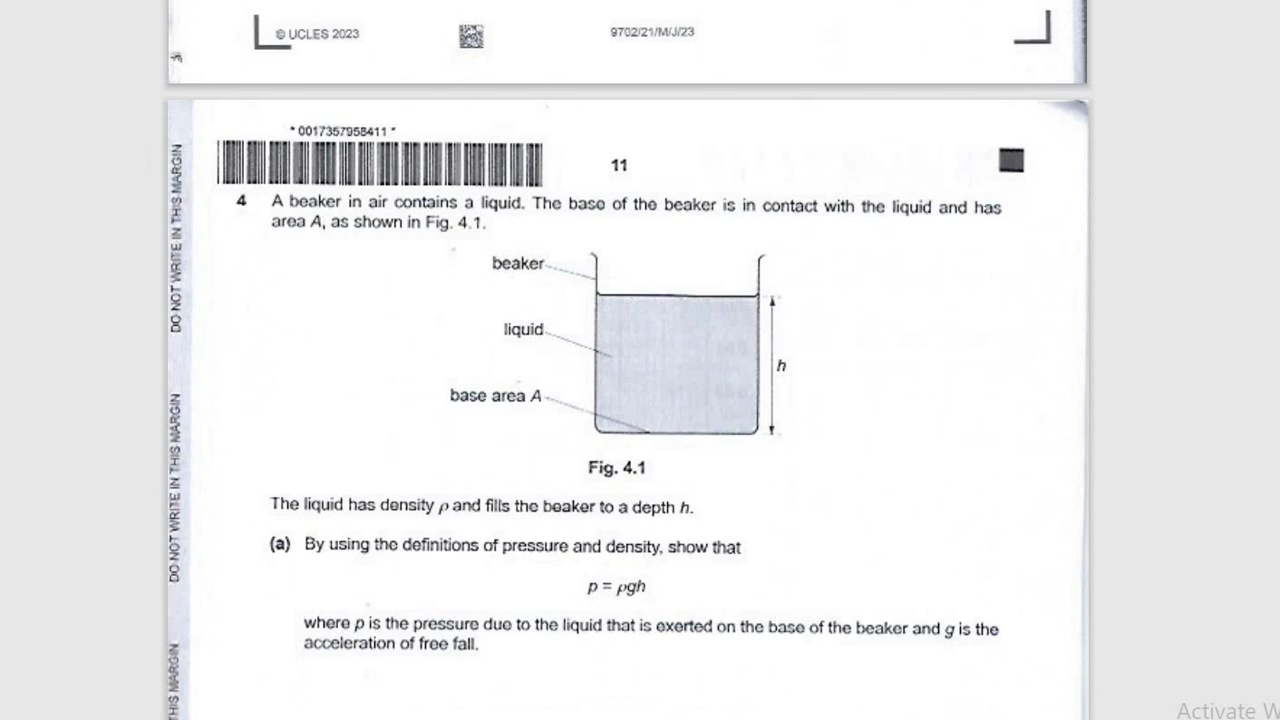 © UCLES 2023
9702/21/M/J/23
* 0017357958411 *
11
DO NOT WRITE IN THIS MARGIN
4 A beaker in air contains a liquid. The base of the beaker is in contact with the liquid and has
area A, as shown in Fig. 4.1.
beaker
liquid
h
base area A
Fig. 4.1
The liquid has density ρ and fills the beaker to a depth h.
DO NOT WRITE IN THIS MARGIN
(a) By using the definitions of pressure and density, show that
p = ρgh
where p is the pressure due to the liquid that is exerted on the base of the beaker and g is the
acceleration of free fall.
THIS MARGIN
Activate W